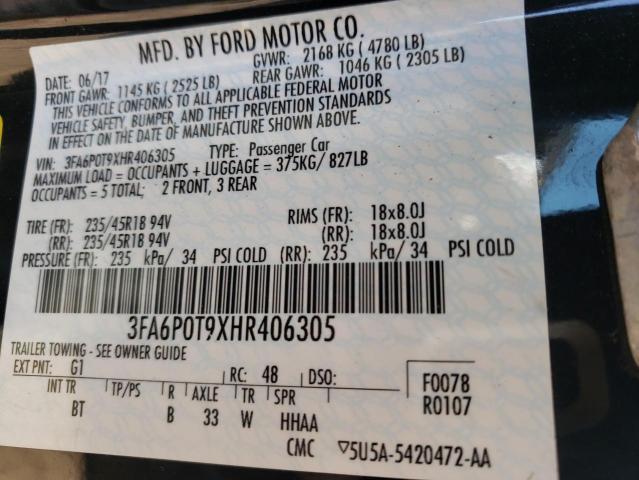 MFD. BY FORD MOTOR CO.
DATE: 06/17 GVWR: 2168 KG ( 4780 LB)
FRONT GAWR: 1145 KG ( 2525 LB) REAR GAWR: 1046 KG ( 2305 LB)
THIS VEHICLE CONFORMS TO ALL APPLICABLE FEDERAL MOTOR
VEHICLE SAFETY, BUMPER, AND THEFT PREVENTION STANDARDS
IN EFFECT ON THE DATE OF MANUFACTURE SHOWN ABOVE.
VIN: 3FA6P0T9XHR406305 TYPE: Passenger Car
MAXIMUM LOAD = OCCUPANTS + LUGGAGE = 375KG/ 827LB
OCCUPANTS = 5 TOTAL; 2 FRONT, 3 REAR
TIRE (FR): 235/45R18 94V RIMS (FR): 18x8.0J
(RR): 235/45R18 94V (RR): 18x8.0J
PRESSURE (FR): 235 kPa/ 34 PSI COLD (RR): 235 kPa/ 34 PSI COLD
3FA6P0T9XHR406305
TRAILER TOWING - SEE OWNER GUIDE
EXT PNT: G1 RC: 48 DSO: F0078
INT TR TP/PS R AXLE TR SPR R0107
BT B 33 W HHAA
CMC ▽5U5A-5420472-AA